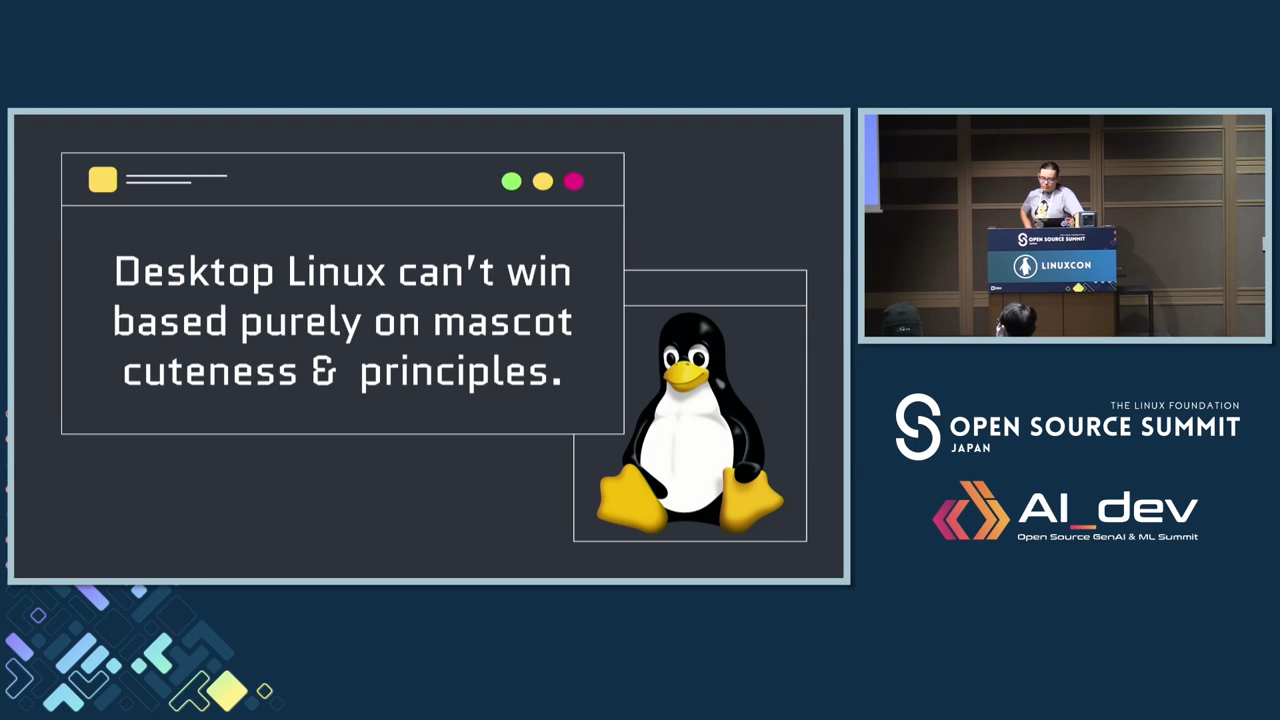 Desktop Linux can't win
based purely on mascot
cuteness & principles.
OPEN SOURCE SUMMIT
JAPAN
LINUXCON
THE LINUX FOUNDATION
OPEN SOURCE SUMMIT
JAPAN
AI_dev
Open Source GenAI & ML Summit